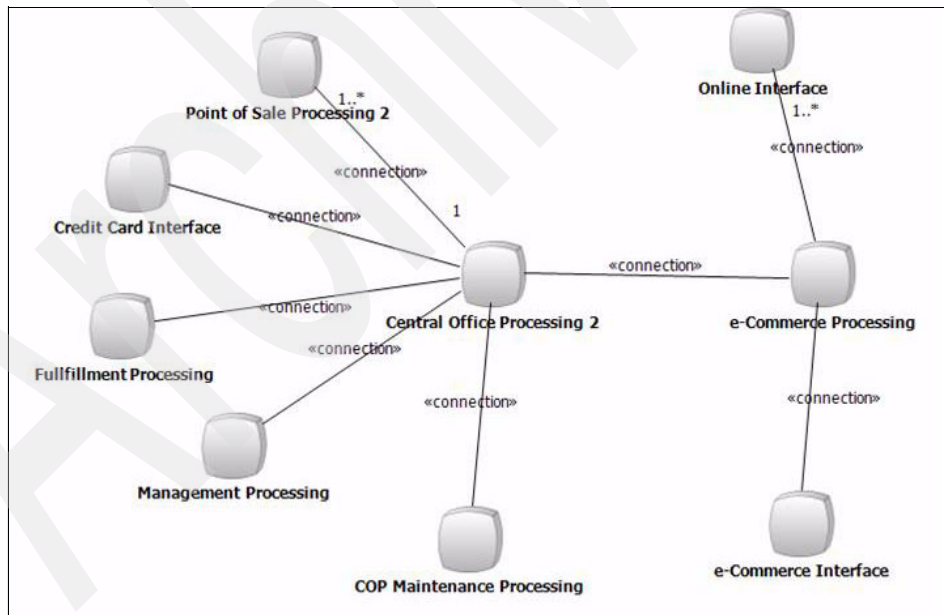 Online Interface
1..*
Point of Sale Processing 2
1..*
«connection»
«connection»
Credit Card Interface
«connection»
1
«connection»
Central Office Processing 2
e-Commerce Processing
«connection»
«connection»
Fullfillment Processing
«connection»
«connection»
Management Processing
COP Maintenance Processing
e-Commerce Interface